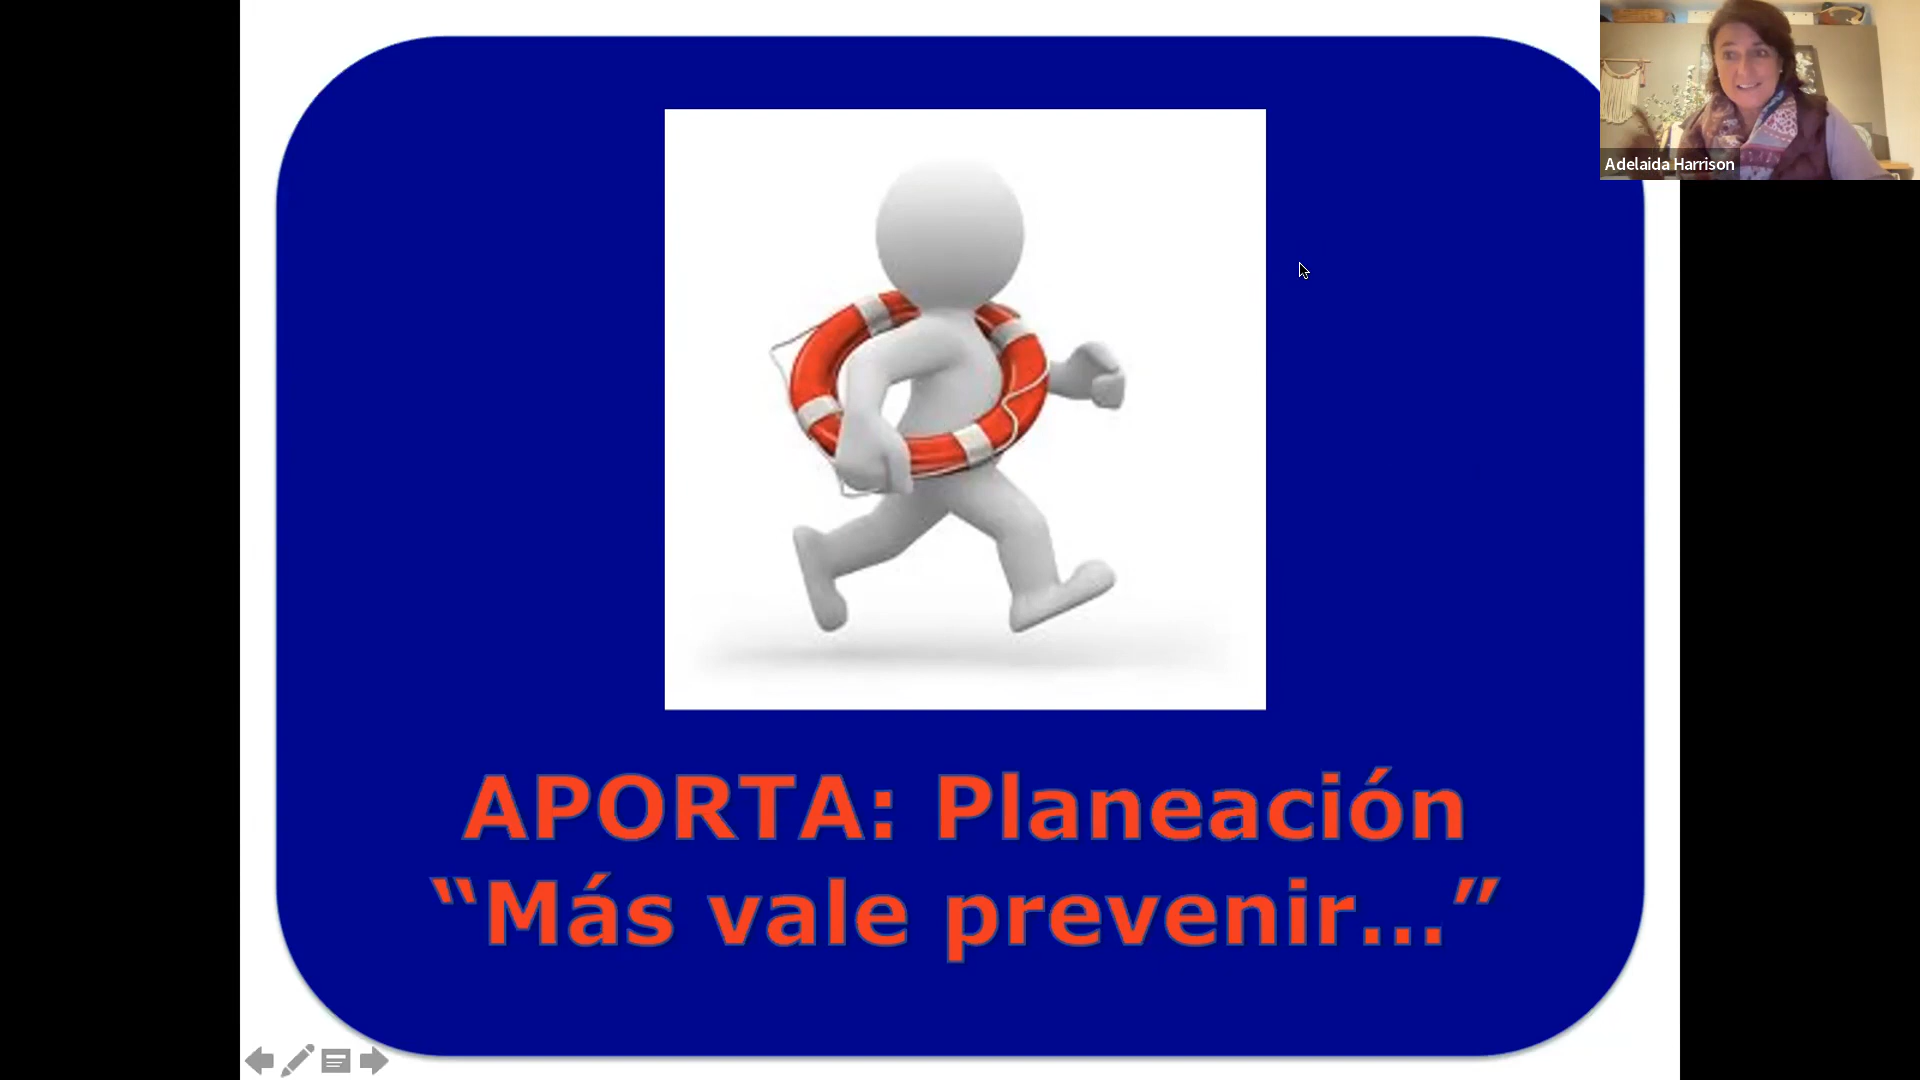 Adelaida Harrison
APORTA: Planeación
“Más vale prevenir...”